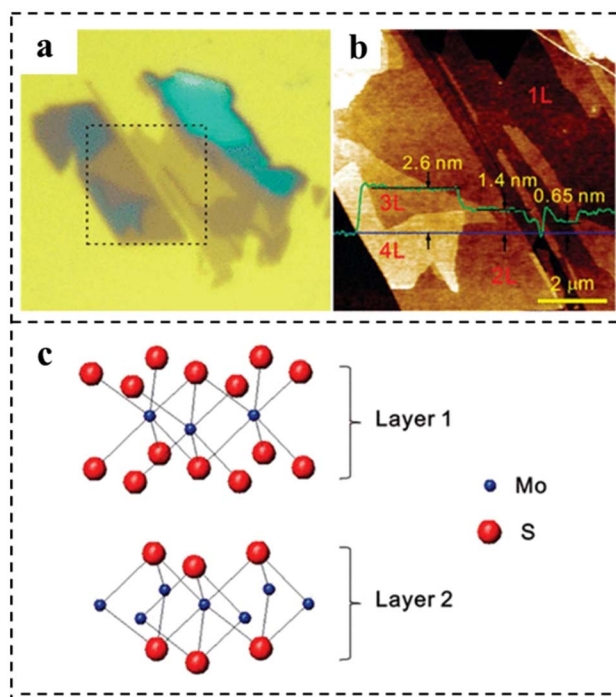 a
b
1L
2.6 nm
1.4 nm
0.65 nm
3L
4L
2L
2 μm
c
Layer 1
Mo
S
Layer 2